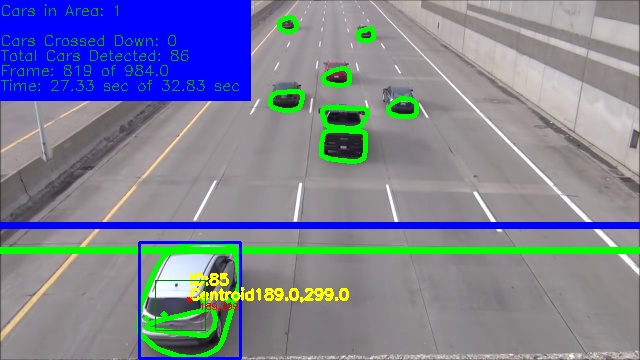 Cars in Area: 1
Cars Crossed Down: 0
Total Cars Detected: 86
Frame: 819 of 984.0
Time: 27.33 sec of 32.83 sec
ID:85
Centroid189.0,299.0